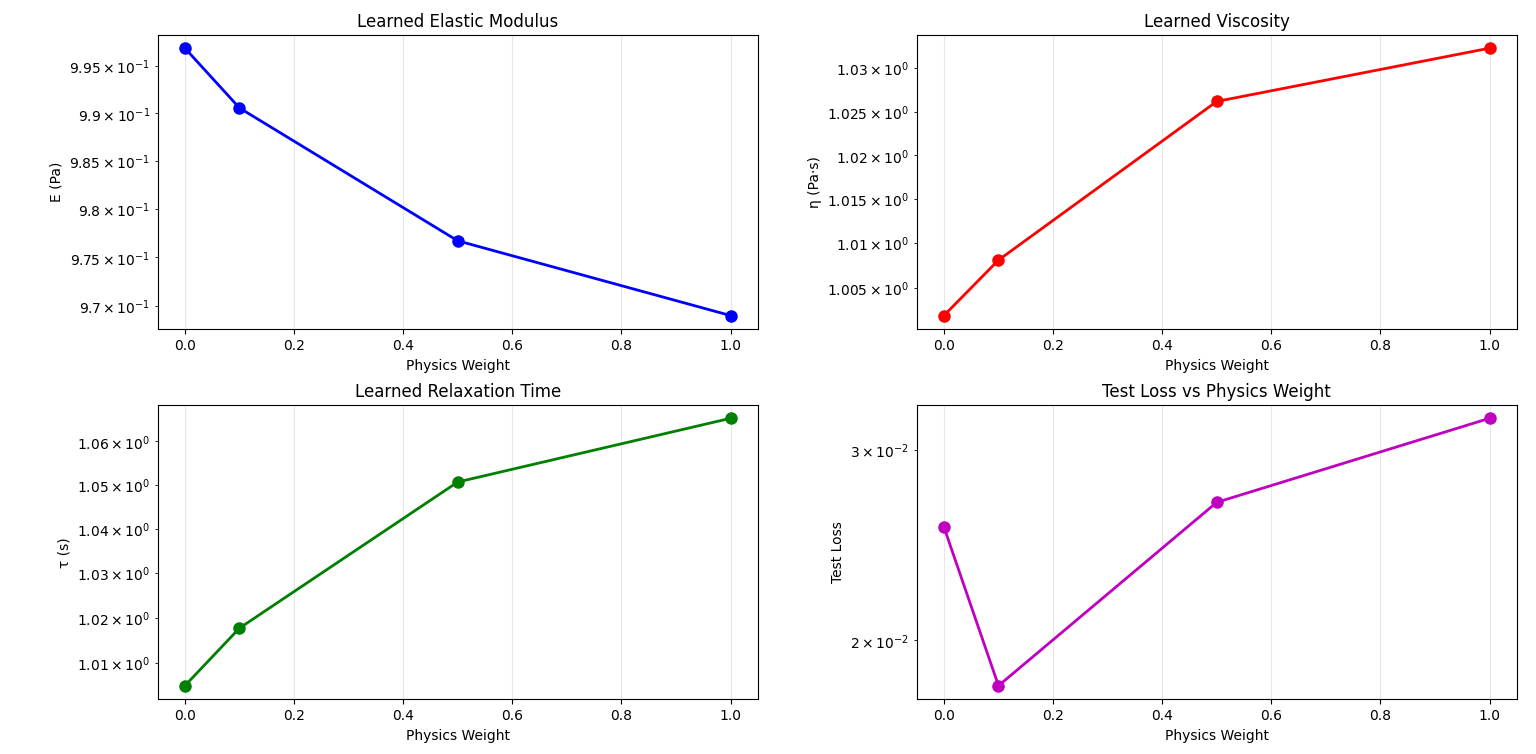 Learned Elastic Modulus
9.95 × 10⁻¹
9.9 × 10⁻¹
9.85 × 10⁻¹
9.8 × 10⁻¹
9.75 × 10⁻¹
9.7 × 10⁻¹
E (Pa)
0.0 0.2 0.4 0.6 0.8 1.0
Physics Weight
Learned Viscosity
1.03 × 10⁰
1.025 × 10⁰
1.02 × 10⁰
1.015 × 10⁰
1.01 × 10⁰
1.005 × 10⁰
η (Pa·s)
0.0 0.2 0.4 0.6 0.8 1.0
Physics Weight
Learned Relaxation Time
1.06 × 10⁰
1.05 × 10⁰
1.04 × 10⁰
1.03 × 10⁰
1.02 × 10⁰
1.01 × 10⁰
τ (s)
0.0 0.2 0.4 0.6 0.8 1.0
Physics Weight
Test Loss vs Physics Weight
3 × 10⁻²
2 × 10⁻²
Test Loss
0.0 0.2 0.4 0.6 0.8 1.0
Physics Weight